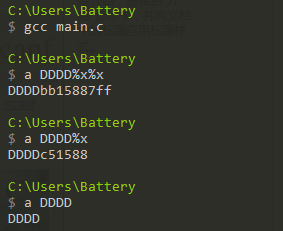 C:\Users\Battery
$ gcc main.c
C:\Users\Battery
$ a DDDD%x%x
DDDDbb15887ff
C:\Users\Battery
$ a DDDD%x
DDDDc51588
C:\Users\Battery
$ a DDDD
DDDD